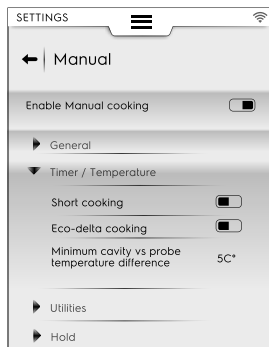 SETTINGS
Manual
Enable Manual cooking
General
Timer / Temperature
Short cooking
Eco-delta cooking
Minimum cavity vs probe
temperature difference
5C°
Utilities
Hold